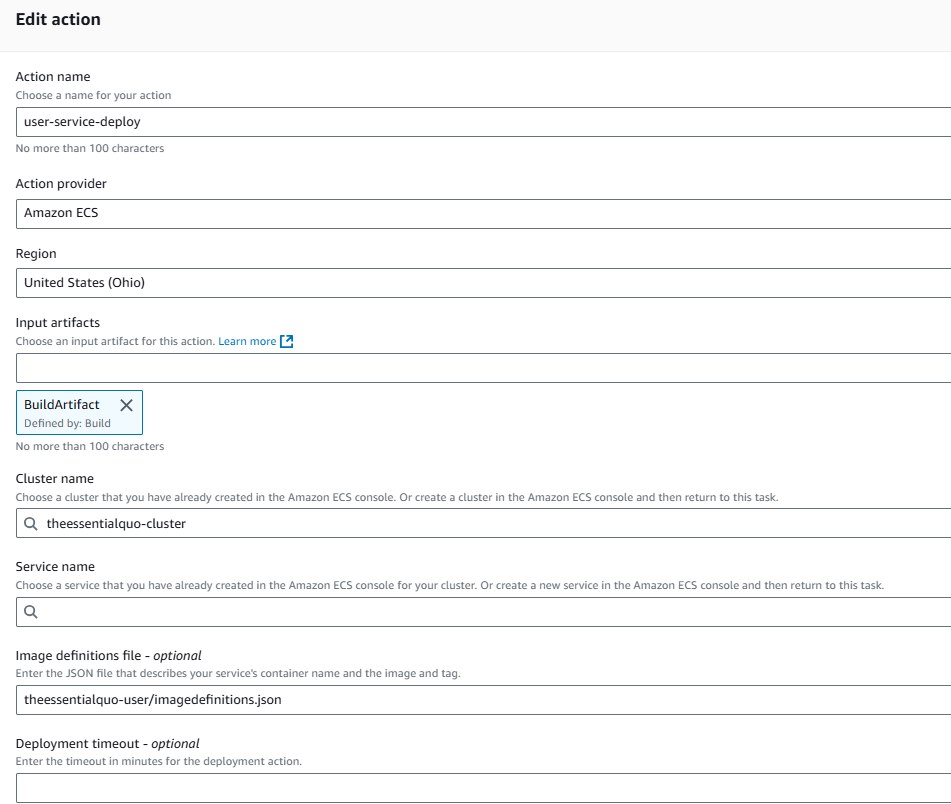 Edit action
Action name
Choose a name for your action
user-service-deploy
No more than 100 characters
Action provider
Amazon ECS
Region
United States (Ohio)
Input artifacts
Choose an input artifact for this action. Learn more
BuildArtifact
Defined by: Build
No more than 100 characters
Cluster name
Choose a cluster that you have already created in the Amazon ECS console. Or create a cluster in the Amazon ECS console and then return to this task.
theessentialquo-cluster
Service name
Choose a service that you have already created in the Amazon ECS console for your cluster. Or create a new service in the Amazon ECS console and then return to this task.
Image definitions file - optional
Enter the JSON file that describes your service's container name and the image and tag.
theessentialquo-user/imagedefinitions.json
Deployment timeout - optional
Enter the timeout in minutes for the deployment action.